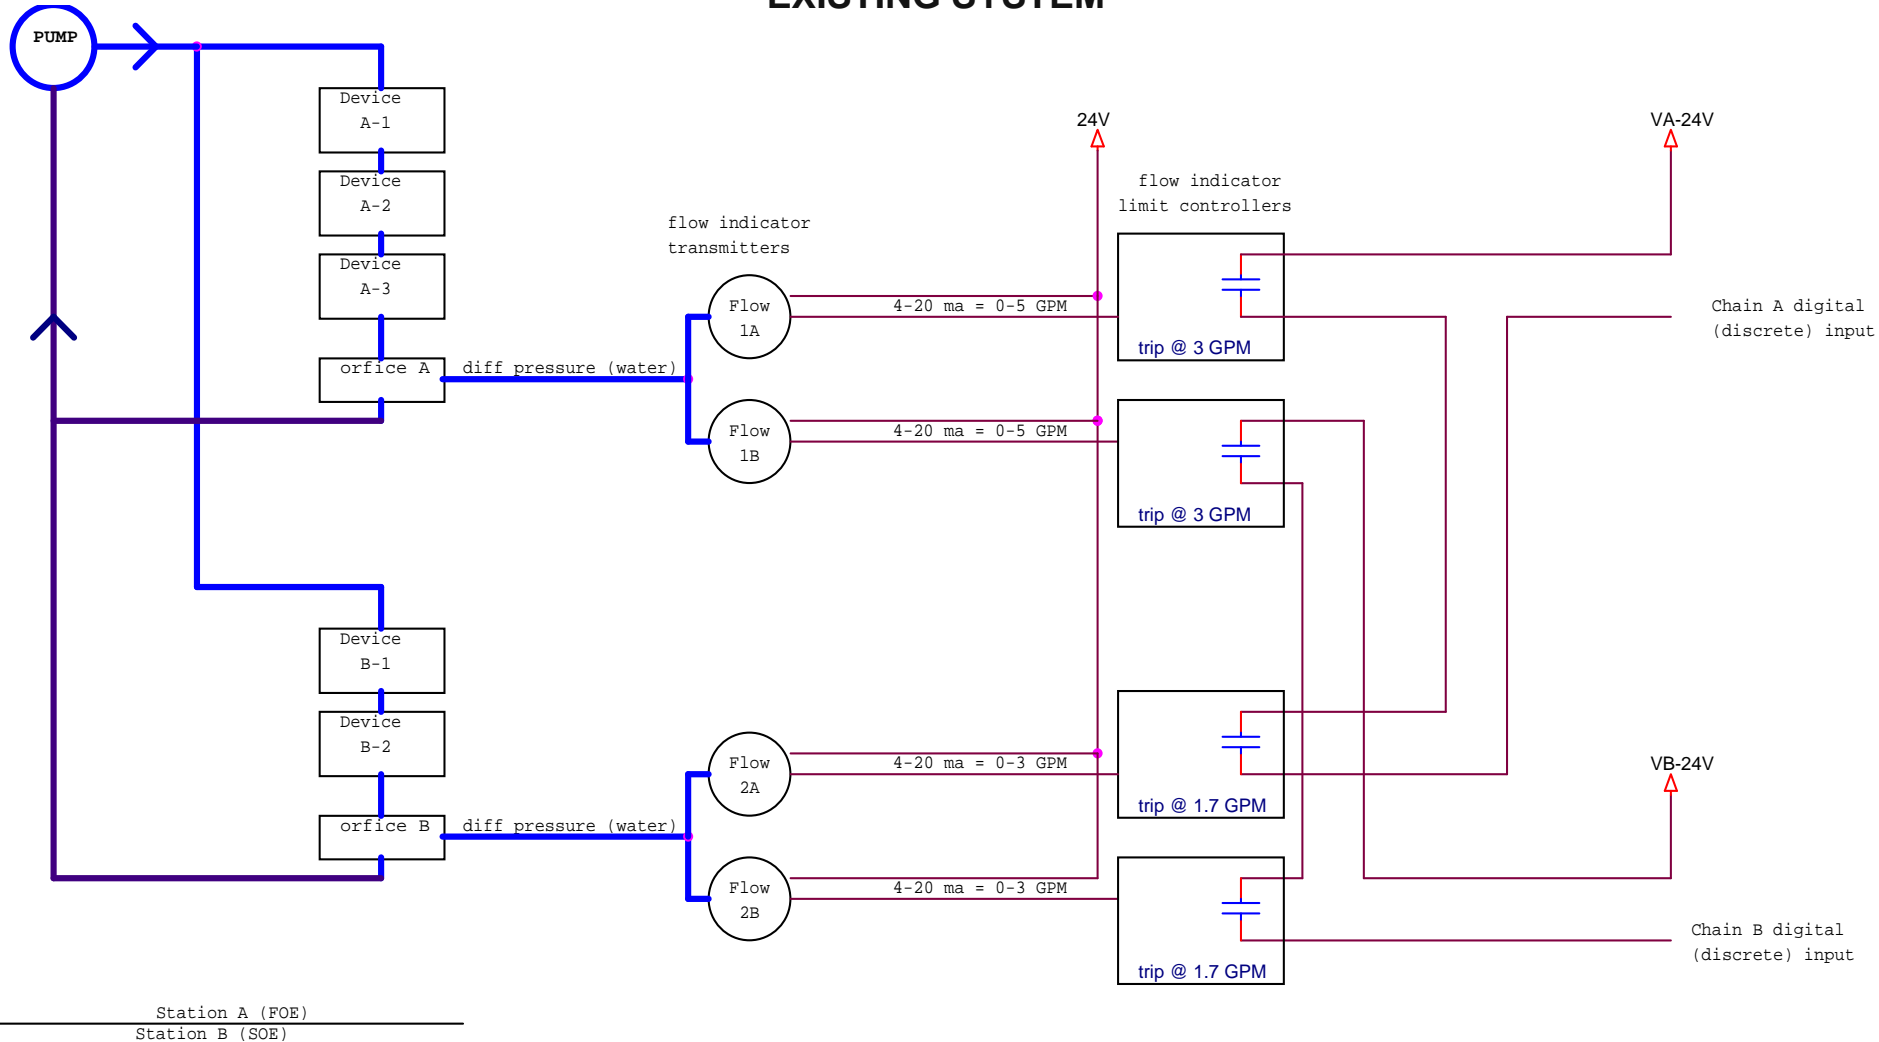 EXISTING SYSTEM
PUMP
Device
A-1
24V
VA-24V
Device
A-2
flow indicator
limit controllers
flow indicator
transmitters
Device
A-3
Flow
1A
4-20 ma = 0-5 GPM
Chain A digital
(discrete) input
trip @ 3 GPM
orfice A
diff pressure (water)
Flow
1B
4-20 ma = 0-5 GPM
trip @ 3 GPM
Device
B-1
Device
B-2
Flow
2A
4-20 ma = 0-3 GPM
VB-24V
trip @ 1.7 GPM
orfice B
diff pressure (water)
Flow
2B
4-20 ma = 0-3 GPM
Chain B digital
(discrete) input
trip @ 1.7 GPM
Station A (FOE)
Station B (SOE)